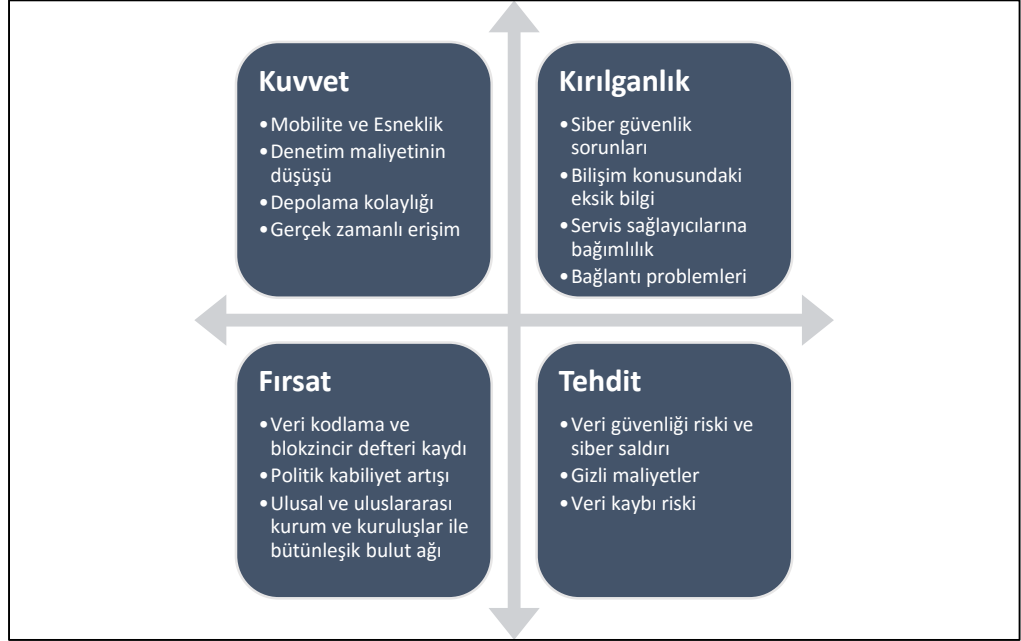 Kuvvet
•Mobilite ve Esneklik
•Denetim maliyetinin
düşüşü
•Depolama kolaylığı
•Gerçek zamanlı erişim
Kırılganlık
•Siber güvenlik
sorunları
•Bilişim konusundaki
eksik bilgi
•Servis sağlayıcılarına
bağımlılık
•Bağlantı problemleri
Fırsat
•Veri kodlama ve
blokzincir defteri kaydı
•Politik kabiliyet artışı
•Ulusal ve uluslararası
kurum ve kuruluşlar ile
bütünleşik bulut ağı
Tehdit
•Veri güvenliği riski ve
siber saldırı
•Gizli maliyetler
•Veri kaybı riski